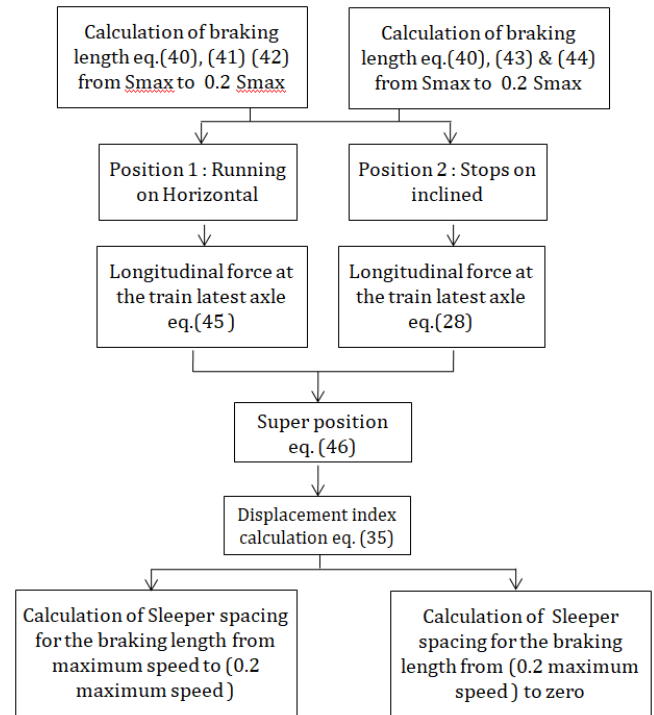 Calculation of braking
length eq.(40), (41) (42)
from Smax to 0.2 Smax
Calculation of braking
length eq.(40), (43) & (44)
from Smax to 0.2 Smax
Position 1 : Running
on Horizontal
Position 2 : Stops on
inclined
Longitudinal force at
the train latest axle
eq.(45 )
Longitudinal force at
the train latest axle
eq.(28)
Super position
eq. (46)
Displacement index
calculation eq. (35)
Calculation of Sleeper spacing
for the braking length from
maximum speed to (0.2
maximum speed )
Calculation of Sleeper
spacing for the braking
length from (0.2 maximum
speed ) to zero